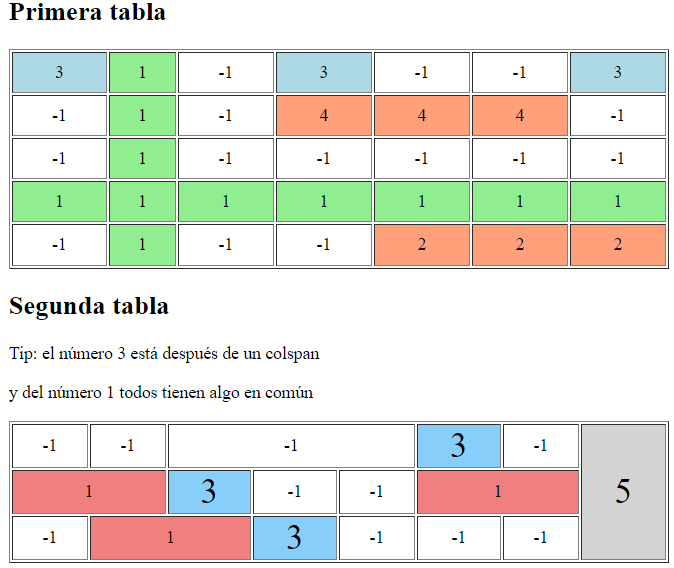 Primera tabla
3 1 -1 3 -1 -1 3
-1 1 -1 4 4 4 -1
-1 1 -1 -1 -1 -1 -1
1 1 1 1 1 1 1
-1 1 -1 -1 2 2 2
Segunda tabla
Tip: el número 3 está después de un colspan
y del número 1 todos tienen algo en común
-1 -1 -1 3 -1
1 3 -1 -1 1 5
-1 1 3 -1 -1 -1